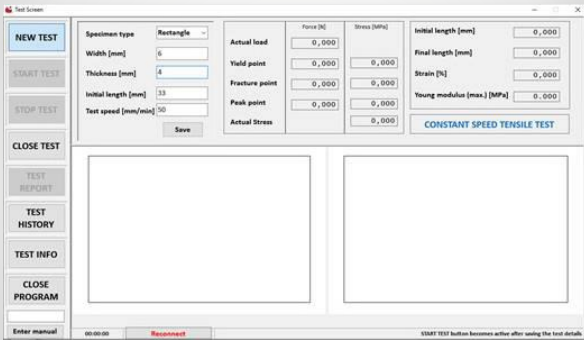 Test Screen
NEW TEST
START TEST
STOP TEST
CLOSE TEST
TEST
REPORT
TEST
HISTORY
TEST INFO
CLOSE
PROGRAM
Enter manual
Specimen type Rectangle
Width [mm] 6
Thickness [mm] 4
Initial length [mm] 33
Test speed [mm/min] 50
Save
Force [N] Stress [MPa]
Actual load 0,000
Yield point 0,000 0,000
Fracture point 0,000 0,000
Peak point 0,000 0,000
Actual Stress 0,000
Initial length [mm] 0,000
Final length [mm] 0,000
Strain [%] 0,000
Young modulus (max.) [MPa] 0.000
CONSTANT SPEED TENSILE TEST
00:00:00 Reconnect START TEST button becomes active after saving the test details